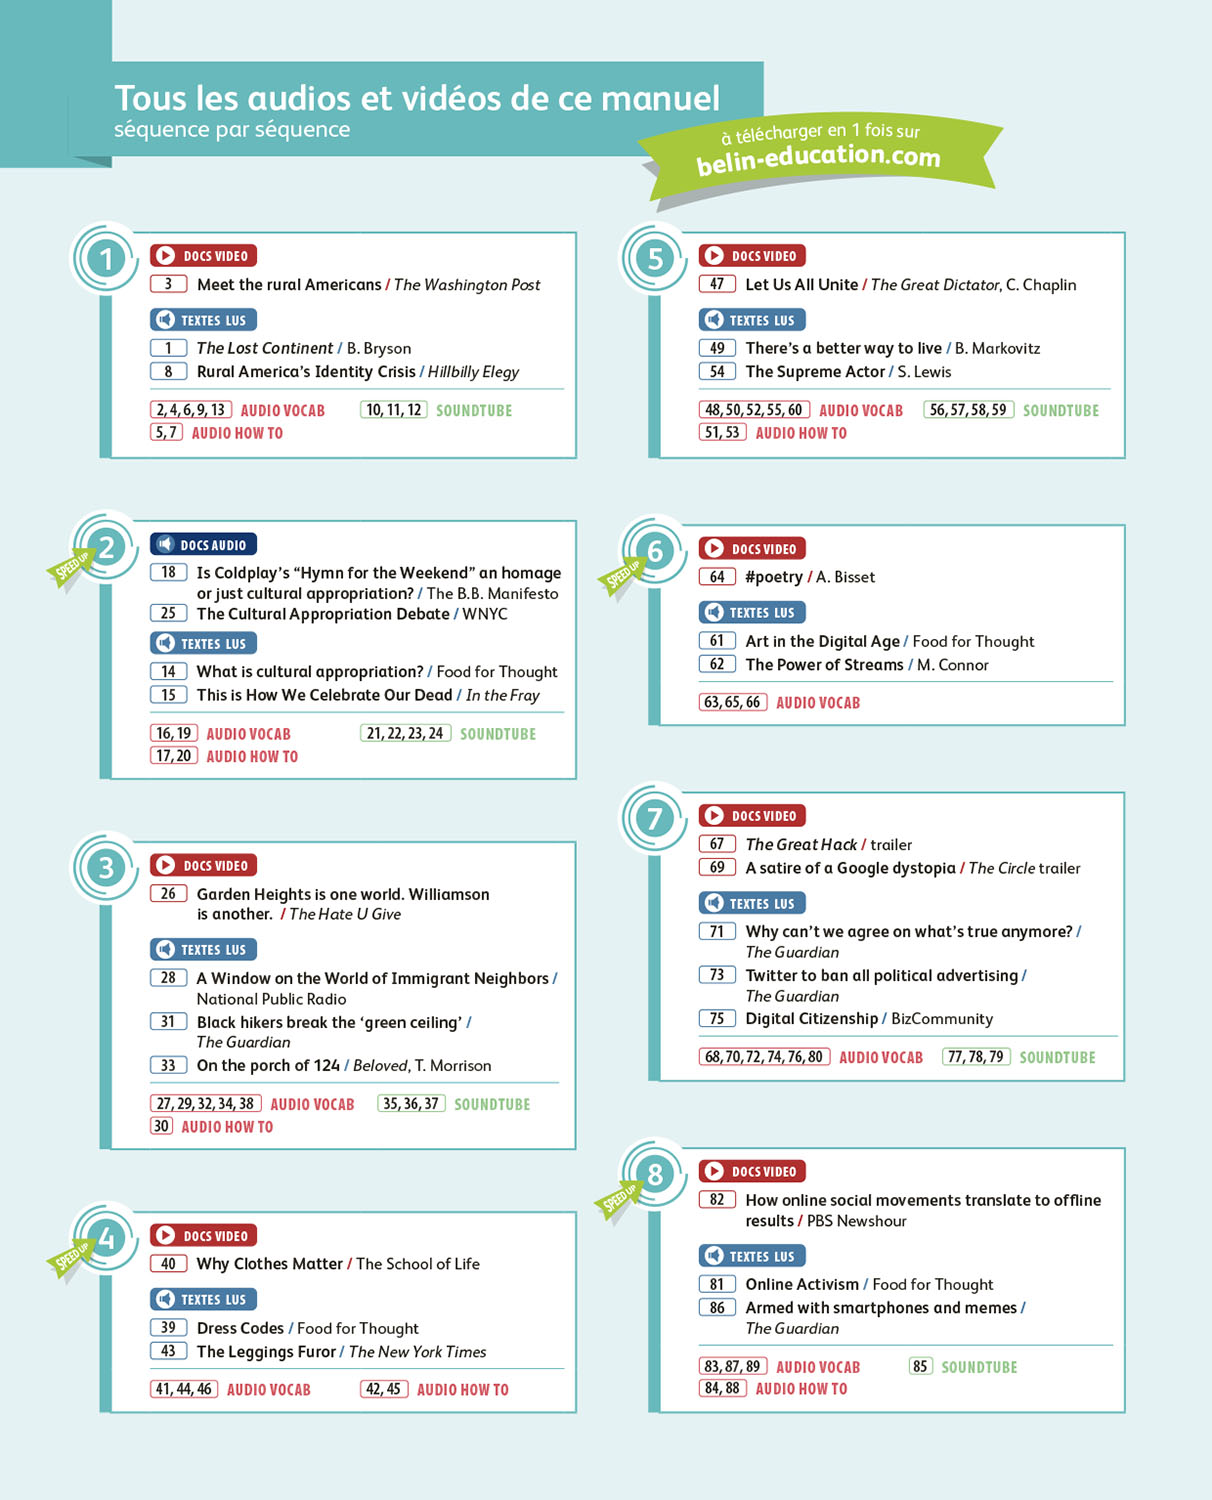 Tous les audios et vidéos de ce manuel
séquence par séquence
à télécharger en 1 fois sur
belin-education.com
1
DOCS VIDEO
3 Meet the rural Americans / The Washington Post
TEXTES LUS
1 The Lost Continent / B. Bryson
8 Rural America's Identity Crisis / Hillbilly Elegy
2, 4, 6, 9, 13 AUDIO VOCAB 10, 11, 12 SOUNDTUBE
5, 7 AUDIO HOW TO
SPEED UP
2
DOCS AUDIO
18 Is Coldplay's “Hymn for the Weekend” an homage
or just cultural appropriation? / The B.B. Manifesto
25 The Cultural Appropriation Debate / WNYC
TEXTES LUS
14 What is cultural appropriation? / Food for Thought
15 This is How We Celebrate Our Dead / In the Fray
16, 19 AUDIO VOCAB 21, 22, 23, 24 SOUNDTUBE
17, 20 AUDIO HOW TO
3
DOCS VIDEO
26 Garden Heights is one world. Williamson
is another. / The Hate U Give
TEXTES LUS
28 A Window on the World of Immigrant Neighbors /
National Public Radio
31 Black hikers break the ‘green ceiling’ /
The Guardian
33 On the porch of 124 / Beloved, T. Morrison
27, 29, 32, 34, 38 AUDIO VOCAB 35, 36, 37 SOUNDTUBE
30 AUDIO HOW TO
SPEED UP
4
DOCS VIDEO
40 Why Clothes Matter / The School of Life
TEXTES LUS
39 Dress Codes / Food for Thought
43 The Leggings Furor / The New York Times
41, 44, 46 AUDIO VOCAB 42, 45 AUDIO HOW TO
5
DOCS VIDEO
47 Let Us All Unite / The Great Dictator, C. Chaplin
TEXTES LUS
49 There's a better way to live / B. Markovitz
54 The Supreme Actor / S. Lewis
48, 50, 52, 55, 60 AUDIO VOCAB 56, 57, 58, 59 SOUNDTUBE
51, 53 AUDIO HOW TO
SPEED UP
6
DOCS VIDEO
64 #poetry / A. Bisset
TEXTES LUS
61 Art in the Digital Age / Food for Thought
62 The Power of Streams / M. Connor
63, 65, 66 AUDIO VOCAB
7
DOCS VIDEO
67 The Great Hack / trailer
69 A satire of a Google dystopia / The Circle trailer
TEXTES LUS
71 Why can't we agree on what's true anymore? /
The Guardian
73 Twitter to ban all political advertising /
The Guardian
75 Digital Citizenship / BizCommunity
68, 70, 72, 74, 76, 80 AUDIO VOCAB 77, 78, 79 SOUNDTUBE
SPEED UP
8
DOCS VIDEO
82 How online social movements translate to offline
results / PBS Newshour
TEXTES LUS
81 Online Activism / Food for Thought
86 Armed with smartphones and memes /
The Guardian
83, 87, 89 AUDIO VOCAB 85 SOUNDTUBE
84, 88 AUDIO HOW TO